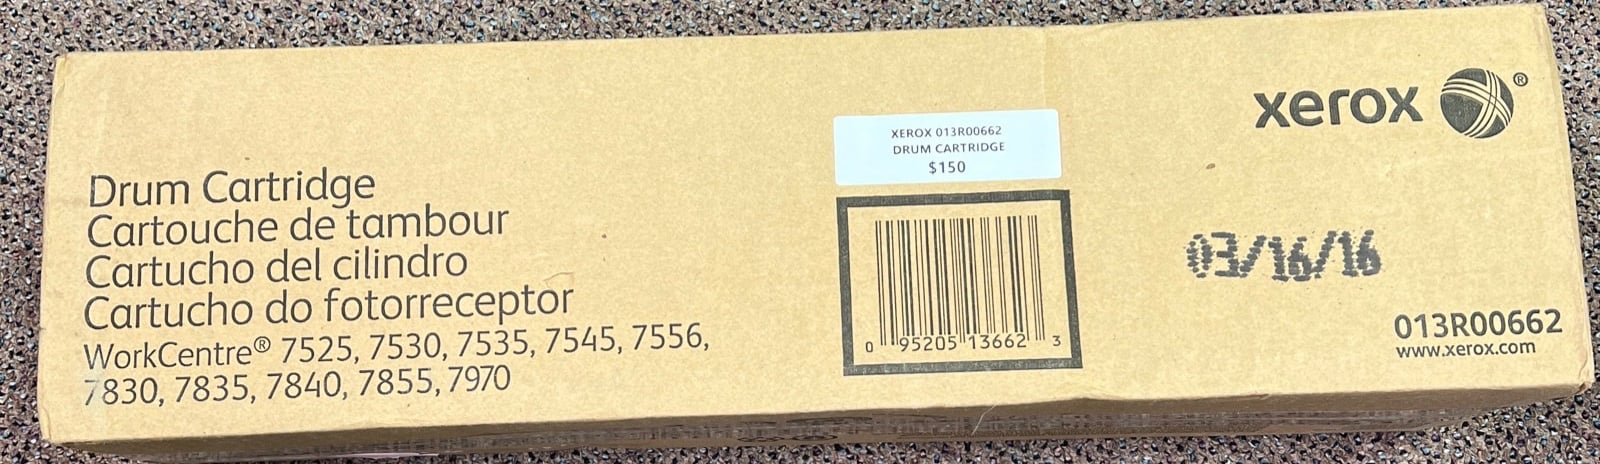 Drum Cartridge
Cartouche de tambour
Cartucho del cilindro
Cartucho do fotorreceptor
WorkCentre® 7525, 7530, 7535, 7545, 7556,
7830, 7835, 7840, 7855, 7970
XEROX 013R00662
DRUM CARTRIDGE
$150
0 95205 13662 3
xerox ®
03/16/16
013R00662
www.xerox.com